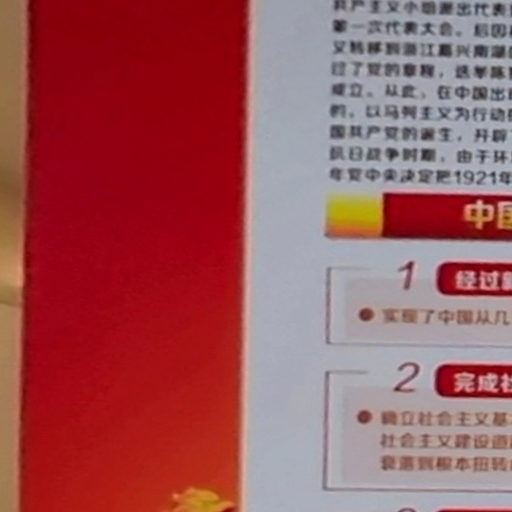 共产主义小组派出代表
第一次代表大会。后因
又转移到浙江嘉兴南湖
过了党的章程，选举陈
成立。从此，在中国出
的，以马列主义为行动
国共产党的诞生，开辟
抗日战争时期，由于环
年党中央决定把1921年
中国
1 经过
实现了中国从几
2 完成社
确立社会主义基
社会主义建设道
衰落到根本扭转